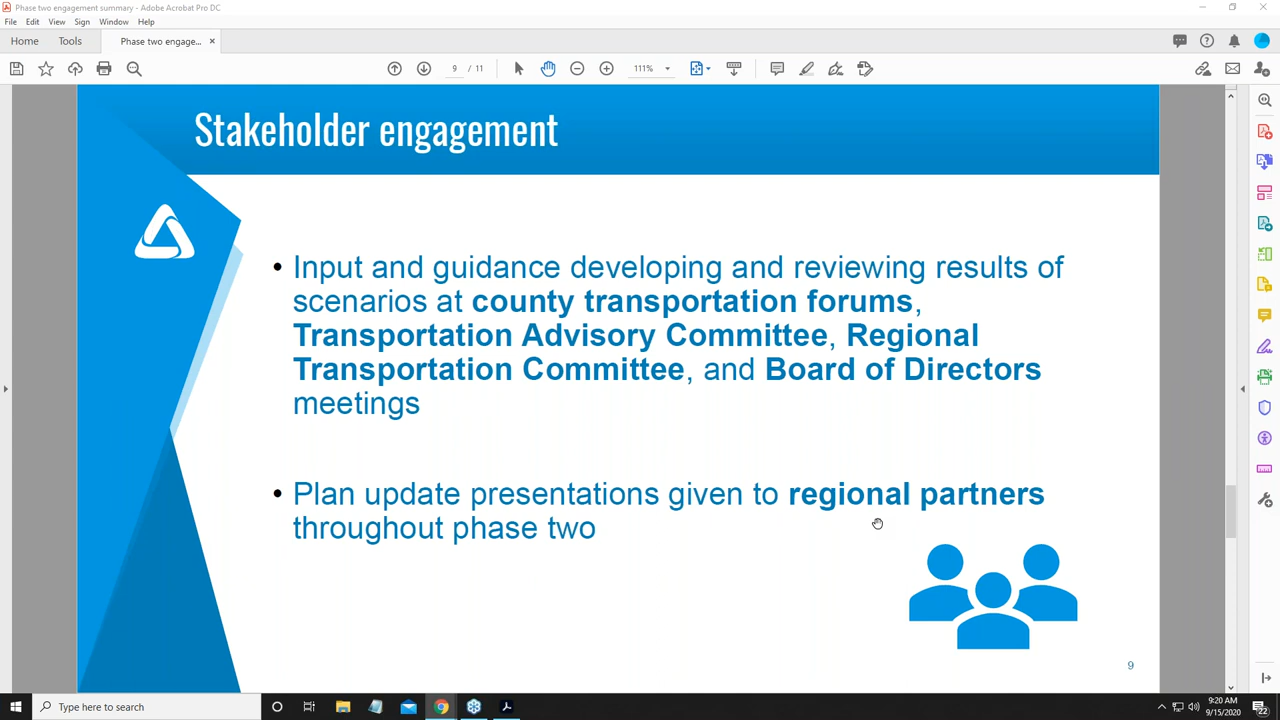 Phase two engagement summary - Adobe Acrobat Pro DC
File Edit View Sign Window Help
Home Tools Phase two engage... ×
9 / 11 111%
Stakeholder engagement
• Input and guidance developing and reviewing results of
scenarios at county transportation forums,
Transportation Advisory Committee, Regional
Transportation Committee, and Board of Directors
meetings
• Plan update presentations given to regional partners
throughout phase two
9
Type here to search
9:20 AM
9/15/2020
22